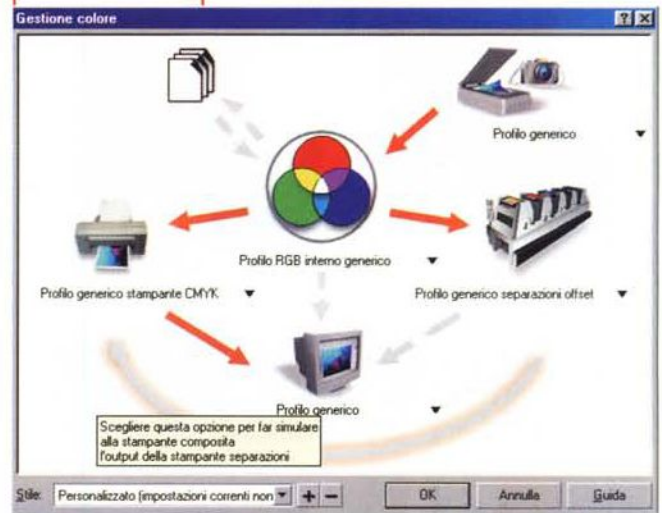 Gestione colore
Profilo generico
Profilo RGB interno generico
Profilo generico stampante CMYK
Profilo generico separazioni offset
Profilo generico
Scegliere questa opzione per far simulare
alla stampante composita
l'output della stampante separazioni
Stile: Personalizzato (impostazioni correnti non
OK Annulla Guida